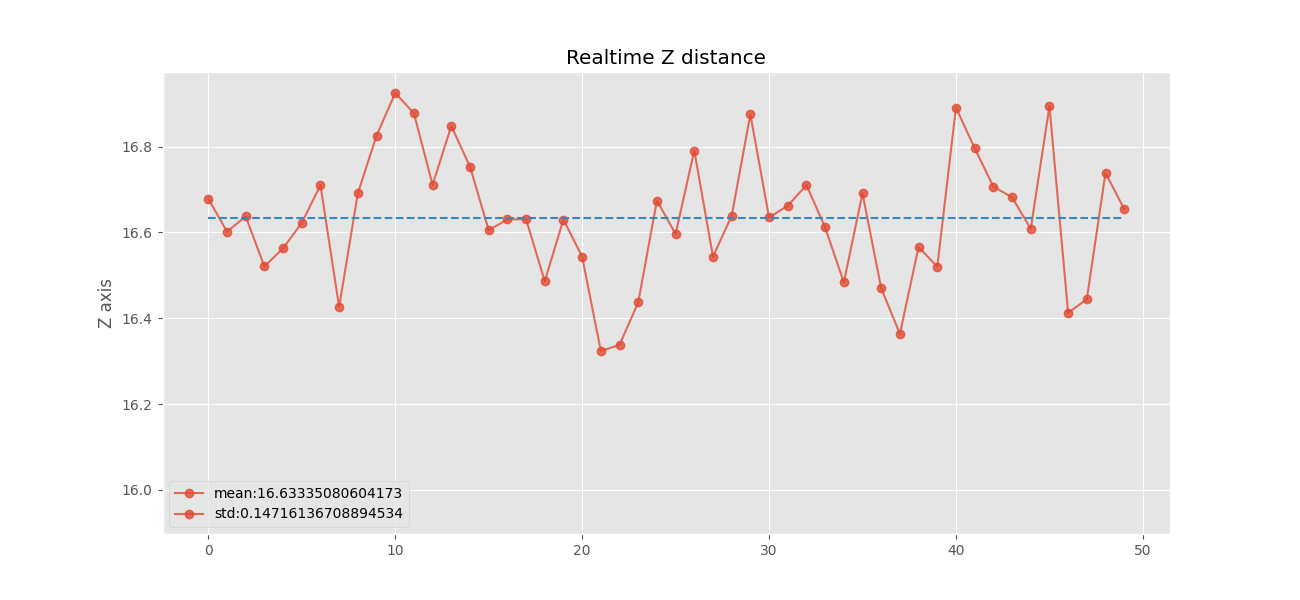 Realtime Z distance
Z axis
16.8
16.6
16.4
16.2
16.0
mean:16.63335080604173
std:0.14716136708894534
0 10 20 30 40 50